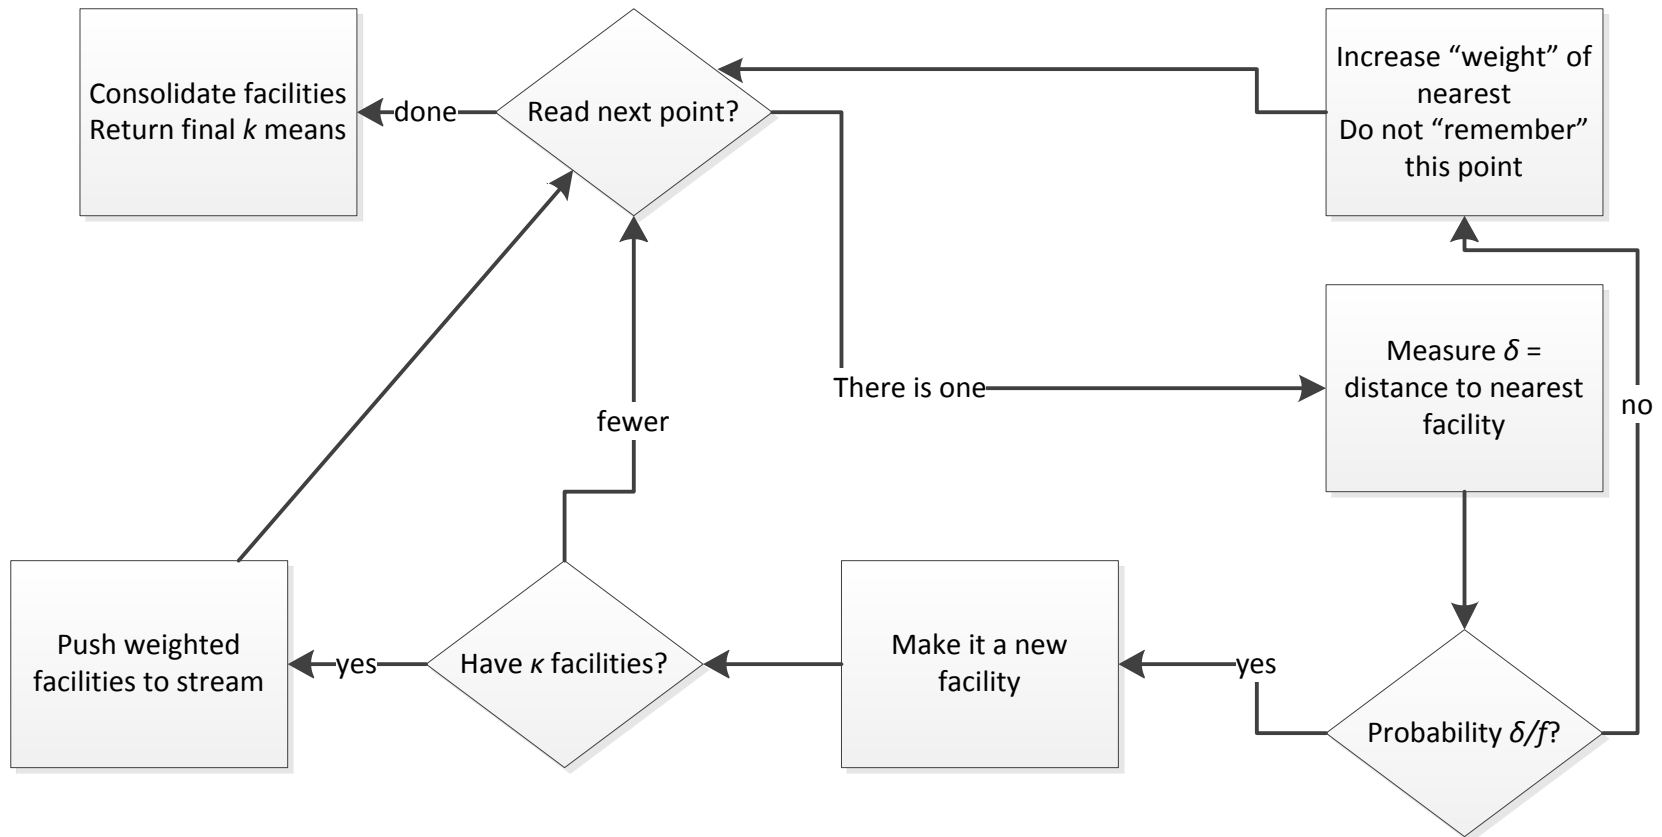 Consolidate facilities
Return final k means
done
Read next point?
Increase “weight” of
nearest
Do not “remember”
this point
There is one
Measure δ =
distance to nearest
facility
no
fewer
Push weighted
facilities to stream
yes
Have κ facilities?
Make it a new
facility
yes
Probability δ/f?